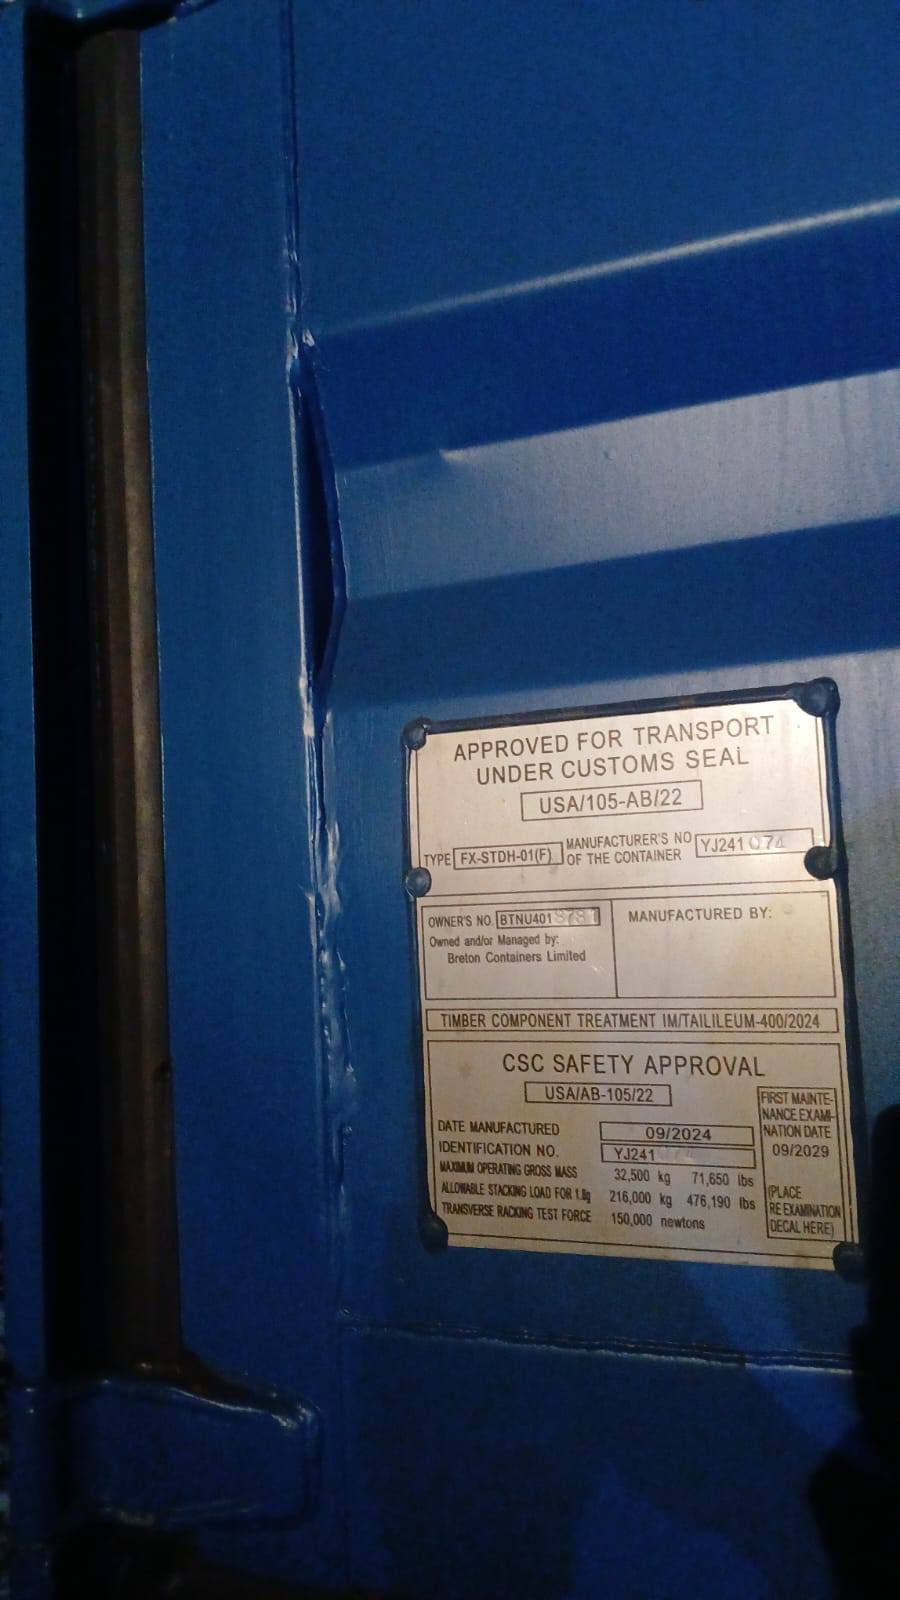 APPROVED FOR TRANSPORT
UNDER CUSTOMS SEAL
USA/105-AB/22
TYPE FX-STDH-01(F) MANUFACTURER'S NO
OF THE CONTAINER YJ241 074
OWNER'S NO. BTNU401
Owned and/or Managed by:
Breton Containers Limited
MANUFACTURED BY:
TIMBER COMPONENT TREATMENT IM/TAILILEUM-400/2024
CSC SAFETY APPROVAL
USA/AB-105/22
DATE MANUFACTURED 09/2024
IDENTIFICATION NO. YJ241
MAXIMUM OPERATING GROSS MASS 32,500 kg 71,650 lbs
ALLOWABLE STACKING LOAD FOR 1.8g 216,000 kg 476,190 lbs
TRANSVERSE RACKING TEST FORCE 150,000 newtons
FIRST MAINTE-
NANCE EXAMI-
NATION DATE
09/2029
(PLACE
RE EXAMINATION
DECAL HERE)